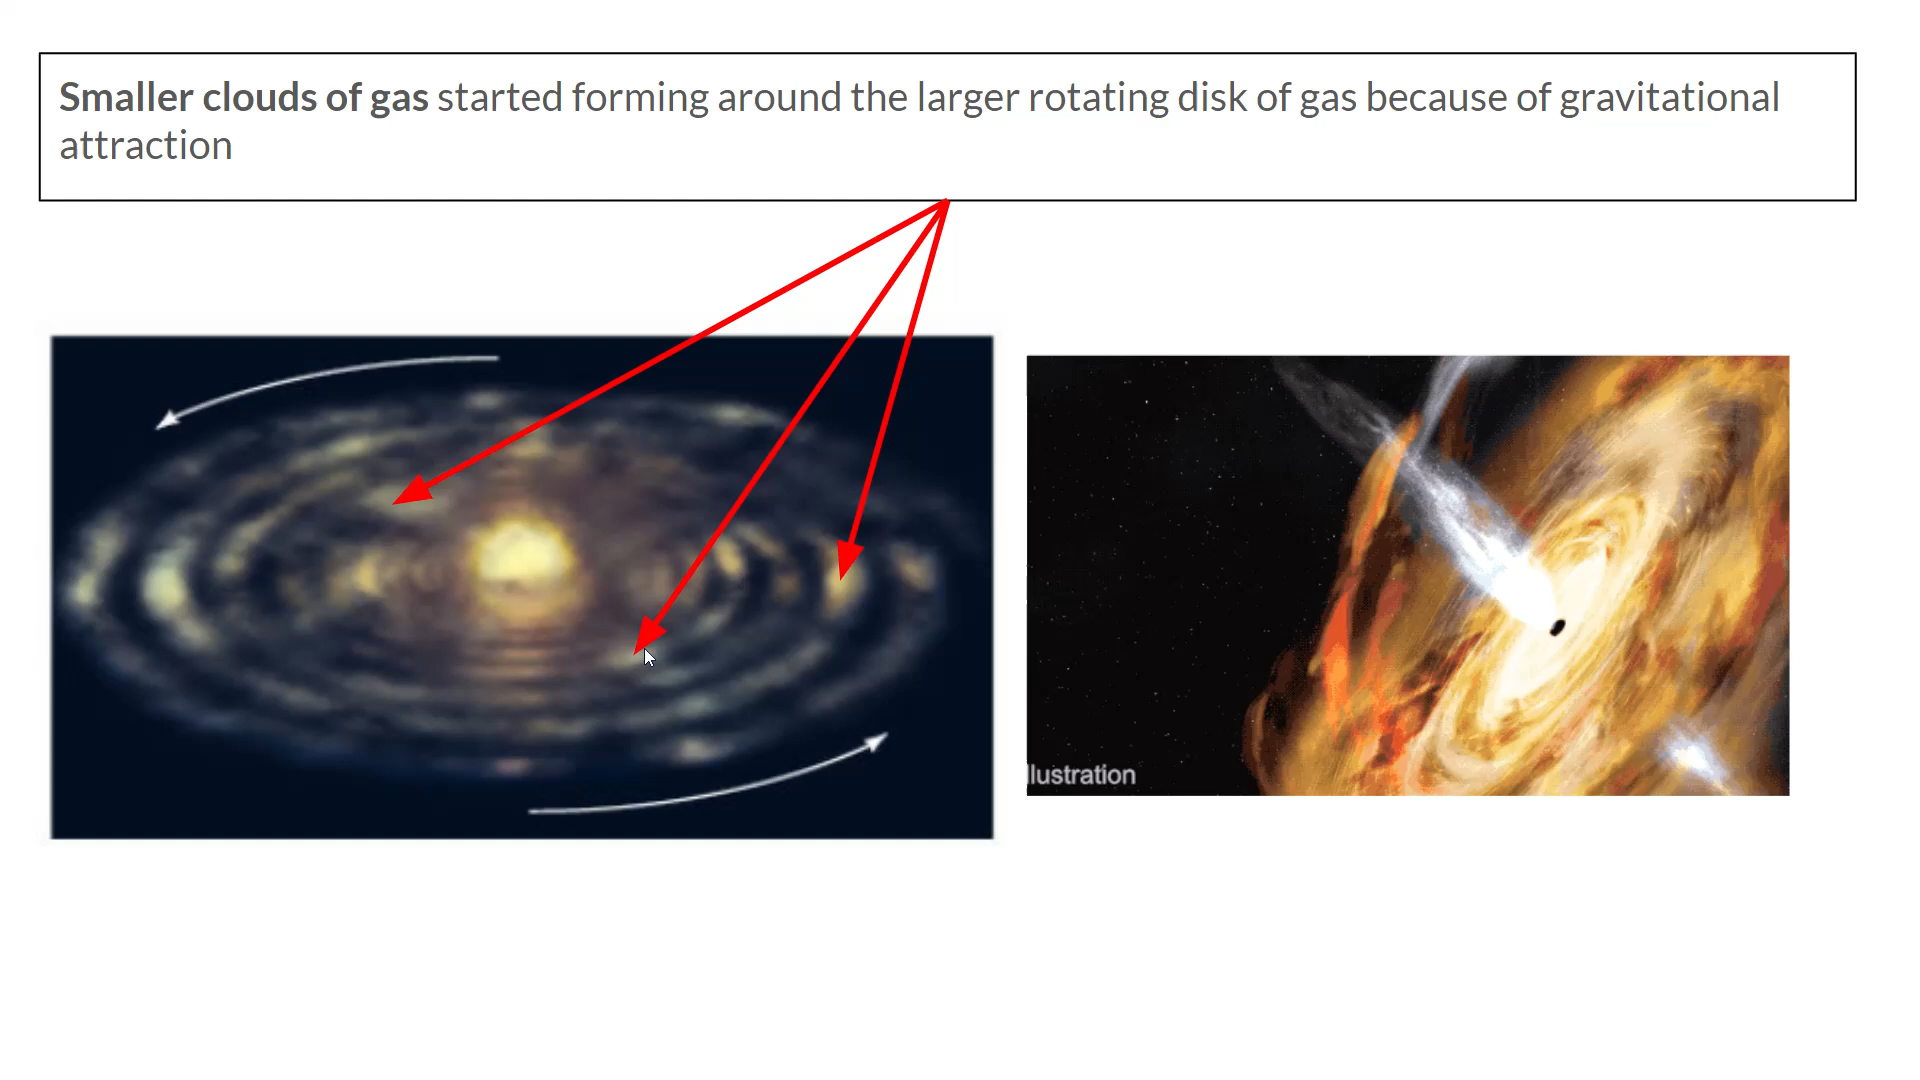 Smaller clouds of gas started forming around the larger rotating disk of gas because of gravitational
attraction
llustration